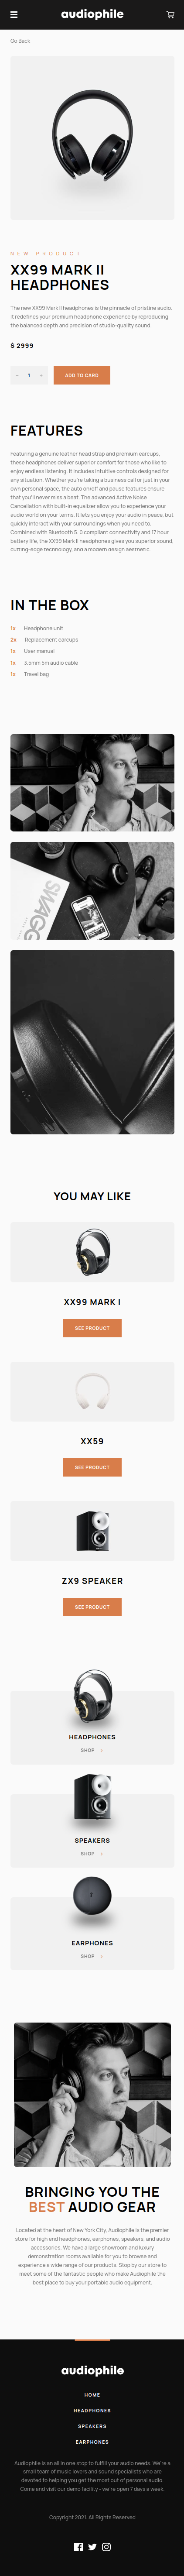 audiophile
Go Back
NEW PRODUCT
XX99 MARK II
HEADPHONES
The new XX99 Mark II headphones is the pinnacle of pristine audio.
It redefines your premium headphone experience by reproducing
the balanced depth and precision of studio-quality sound.
$ 2999
- 1 +
ADD TO CARD
FEATURES
Featuring a genuine leather head strap and premium earcups,
these headphones deliver superior comfort for those who like to
enjoy endless listening. It includes intuitive controls designed for
any situation. Whether you're taking a business call or just in your
own personal space, the auto on/off and pause features ensure
that you'll never miss a beat. The advanced Active Noise
Cancellation with built-in equalizer allow you to experience your
audio world on your terms. It lets you enjoy your audio in peace, but
quickly interact with your surroundings when you need to.
Combined with Bluetooth 5. 0 compliant connectivity and 17 hour
battery life, the XX99 Mark II headphones gives you superior sound,
cutting-edge technology, and a modern design aesthetic.
IN THE BOX
1x Headphone unit
2x Replacement earcups
1x User manual
1x 3.5mm 5m audio cable
1x Travel bag
YOU MAY LIKE
XX99 MARK I
SEE PRODUCT
XX59
SEE PRODUCT
ZX9 SPEAKER
SEE PRODUCT
HEADPHONES
SHOP >
SPEAKERS
SHOP >
EARPHONES
SHOP >
BRINGING YOU THE
BEST AUDIO GEAR
Located at the heart of New York City, Audiophile is the premier
store for high end headphones, earphones, speakers, and audio
accessories. We have a large showroom and luxury
demonstration rooms available for you to browse and
experience a wide range of our products. Stop by our store to
meet some of the fantastic people who make Audiophile the
best place to buy your portable audio equipment.
audiophile
HOME
HEADPHONES
SPEAKERS
EARPHONES
Audiophile is an all in one stop to fulfill your audio needs. We're a
small team of music lovers and sound specialists who are
devoted to helping you get the most out of personal audio.
Come and visit our demo facility - we're open 7 days a week.
Copyright 2021. All Rights Reserved